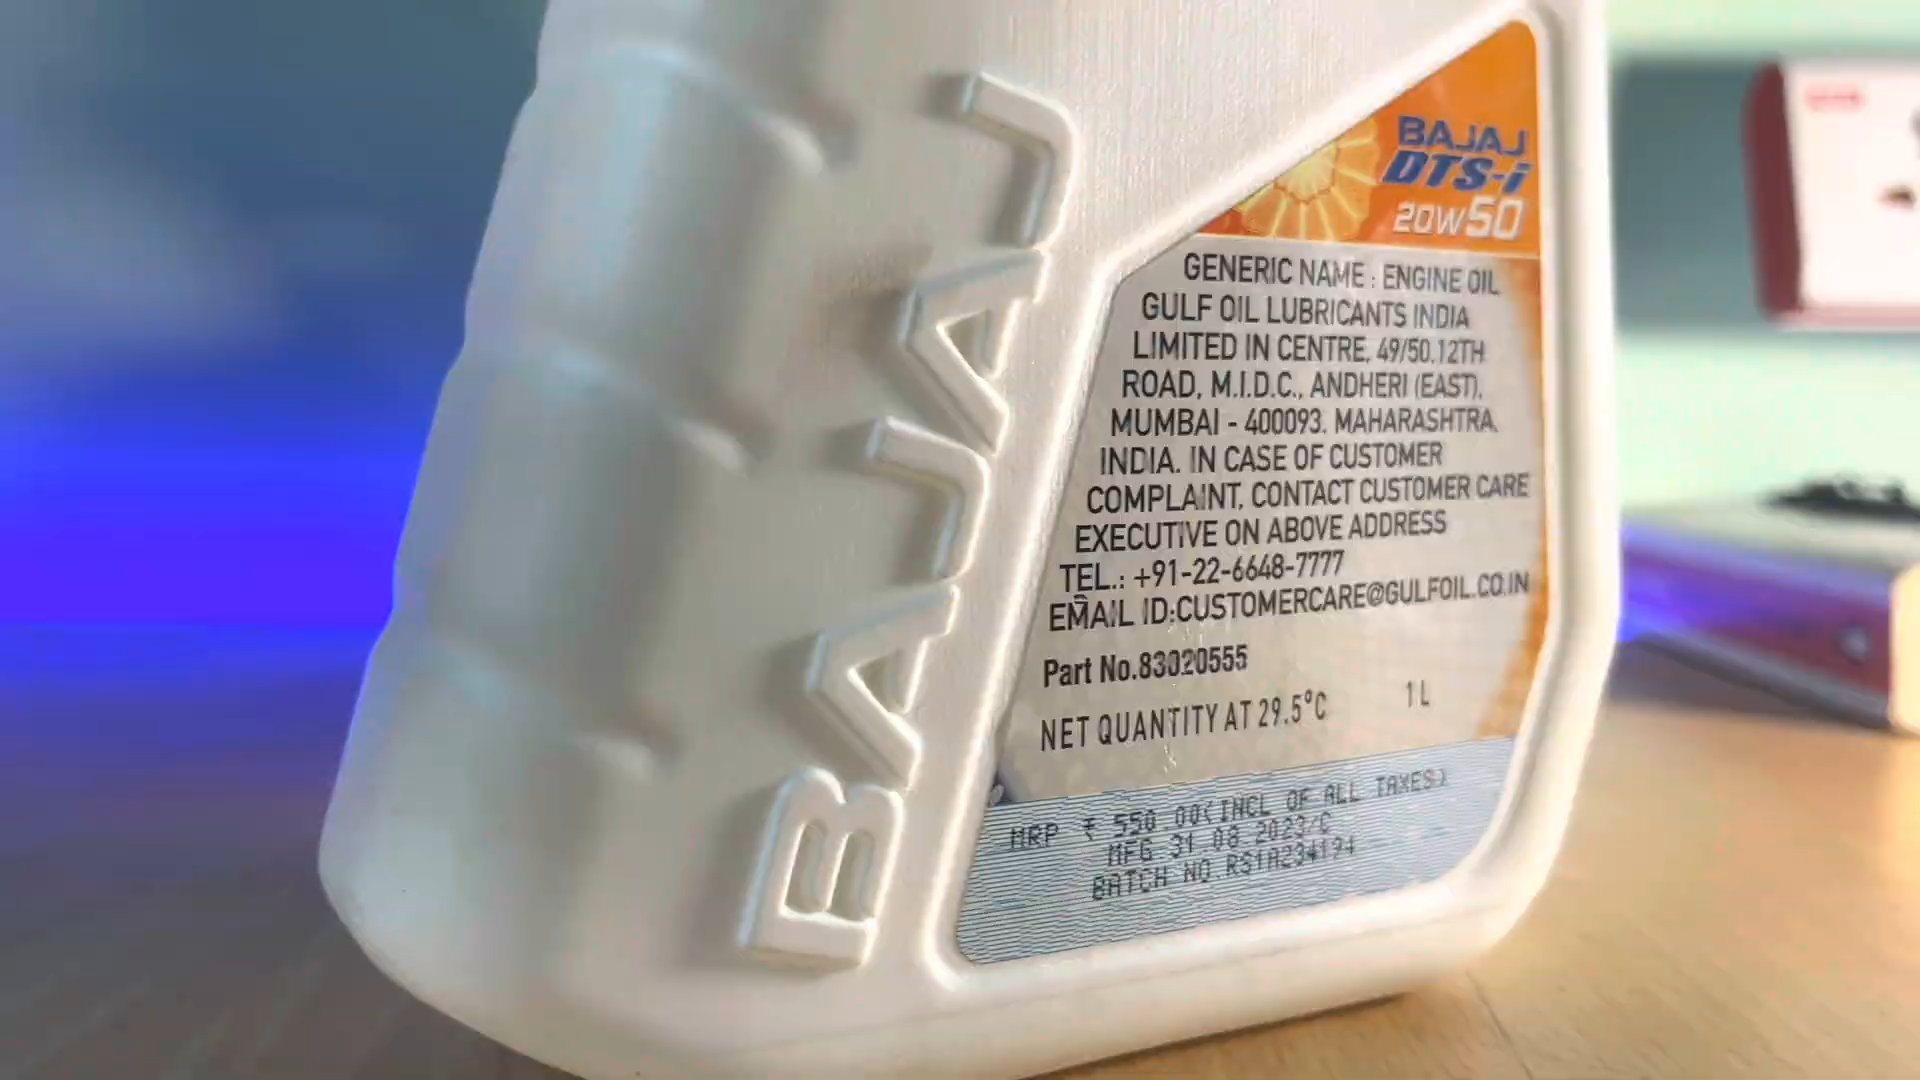 BAJAJ
BAJAJ
DTS-i
20W50
GENERIC NAME : ENGINE OIL
GULF OIL LUBRICANTS INDIA
LIMITED IN CENTRE, 49/50,12TH
ROAD, M.I.D.C., ANDHERI (EAST),
MUMBAI - 400093. MAHARASHTRA,
INDIA. IN CASE OF CUSTOMER
COMPLAINT, CONTACT CUSTOMER CARE
EXECUTIVE ON ABOVE ADDRESS
TEL.: +91-22-6648-7777
EMAIL ID:CUSTOMERCARE@GULFOIL.CO.IN
Part No.83020555
NET QUANTITY AT 29.5°C 1 L
MRP ₹ 550.00(INCL OF ALL TAXES)
MFG 31.08.2023/C
BATCH NO.RS1A234194